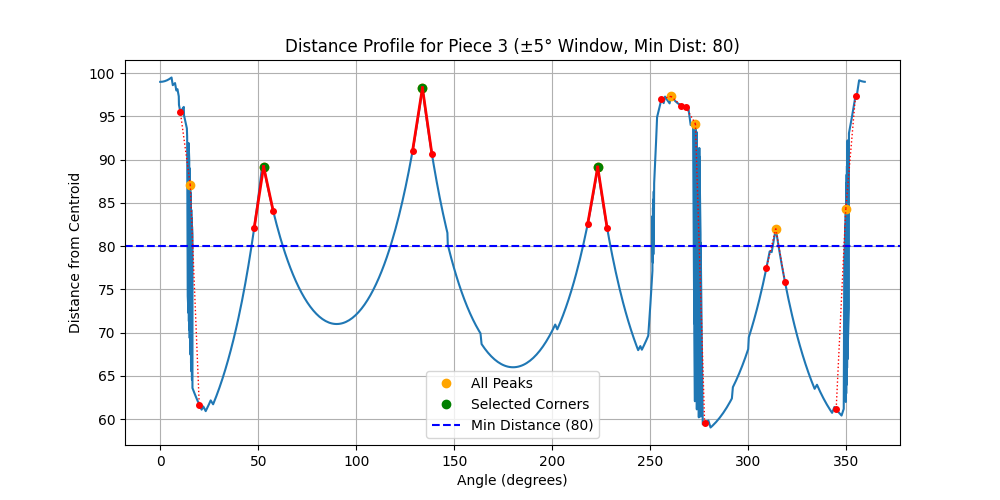 Distance Profile for Piece 3 (±5° Window, Min Dist: 80)
100
95
90
85
80
75
70
65
60
Distance from Centroid
All Peaks
Selected Corners
Min Distance (80)
0 50 100 150 200 250 300 350
Angle (degrees)